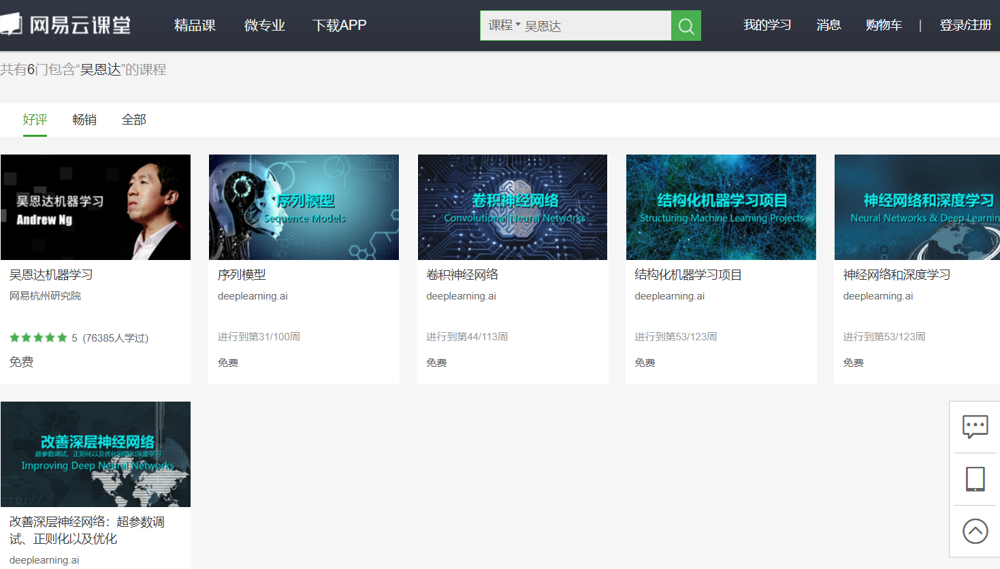 网易云课堂 精品课 微专业 下载APP 课程 吴恩达 我的学习 消息 购物车 | 登录/注册
共有6门包含“吴恩达”的课程
好评 畅销 全部
吴恩达机器学习
Andrew Ng
序列模型
Sequence Models
卷积神经网络
Convolutional Neural Networks
结构化机器学习项目
Structuring Machine Learning Projects
神经网络和深度学习
Neural Networks & Deep Learnin
吴恩达机器学习
网易杭州研究院
5 (76385人学过)
免费
序列模型
deeplearning.ai
进行到第31/100周
免费
卷积神经网络
deeplearning.ai
进行到第44/113周
免费
结构化机器学习项目
deeplearning.ai
进行到第53/123周
免费
神经网络和深度学习
deeplearning.ai
进行到第53/123周
免费
改善深层神经网络
超参数调试、正则化以及优化网络和深度学习
Improving Deep Neural Networks
ttp://
改善深层神经网络：超参数调
试、正则化以及优化
deeplearning.ai